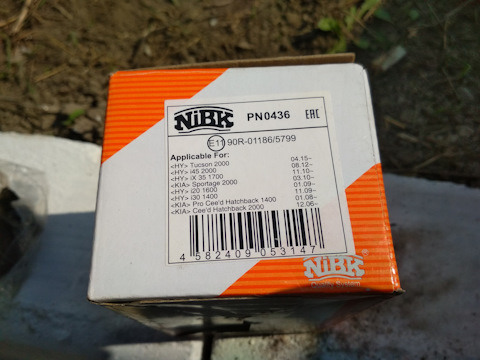 NiBK PN0436 EAC
E11 90R-01186/5799
Applicable For:
<HY> Tucson 2000 04.15–
<HY> i45 2000 08.12–
<HY> iX 35 1700 11.10–
<KIA> Sportage 2000 03.10–
<HY> i20 1600 01.09–
<HY> i30 1400 11.09–
<KIA> Pro Cee'd Hatchback 1400 01.08–
<KIA> Cee'd Hatchback 2000 12.06–
4 582409 053147
NiBK